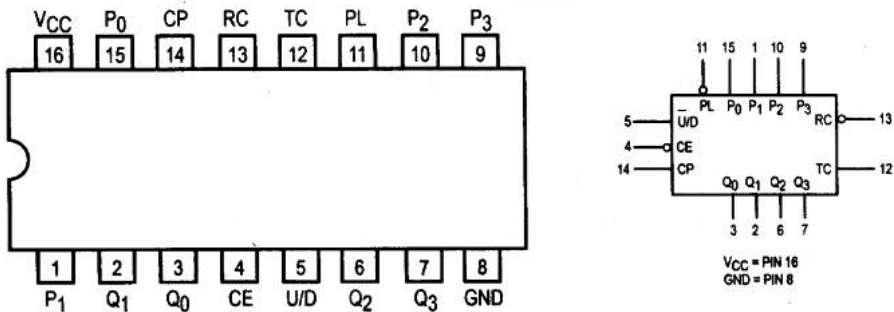 VCC P0 CP RC TC PL P2 P3
16 15 14 13 12 11 10 9
1 2 3 4 5 6 7 8
P1 Q1 Q0 CE U/D Q2 Q3 GND
11 15 1 10 9
PL P0 P1 P2 P3
5 U/D RC 13
4 CE
14 CP TC 12
Q0 Q1 Q2 Q3
3 2 6 7
VCC = PIN 16
GND = PIN 8